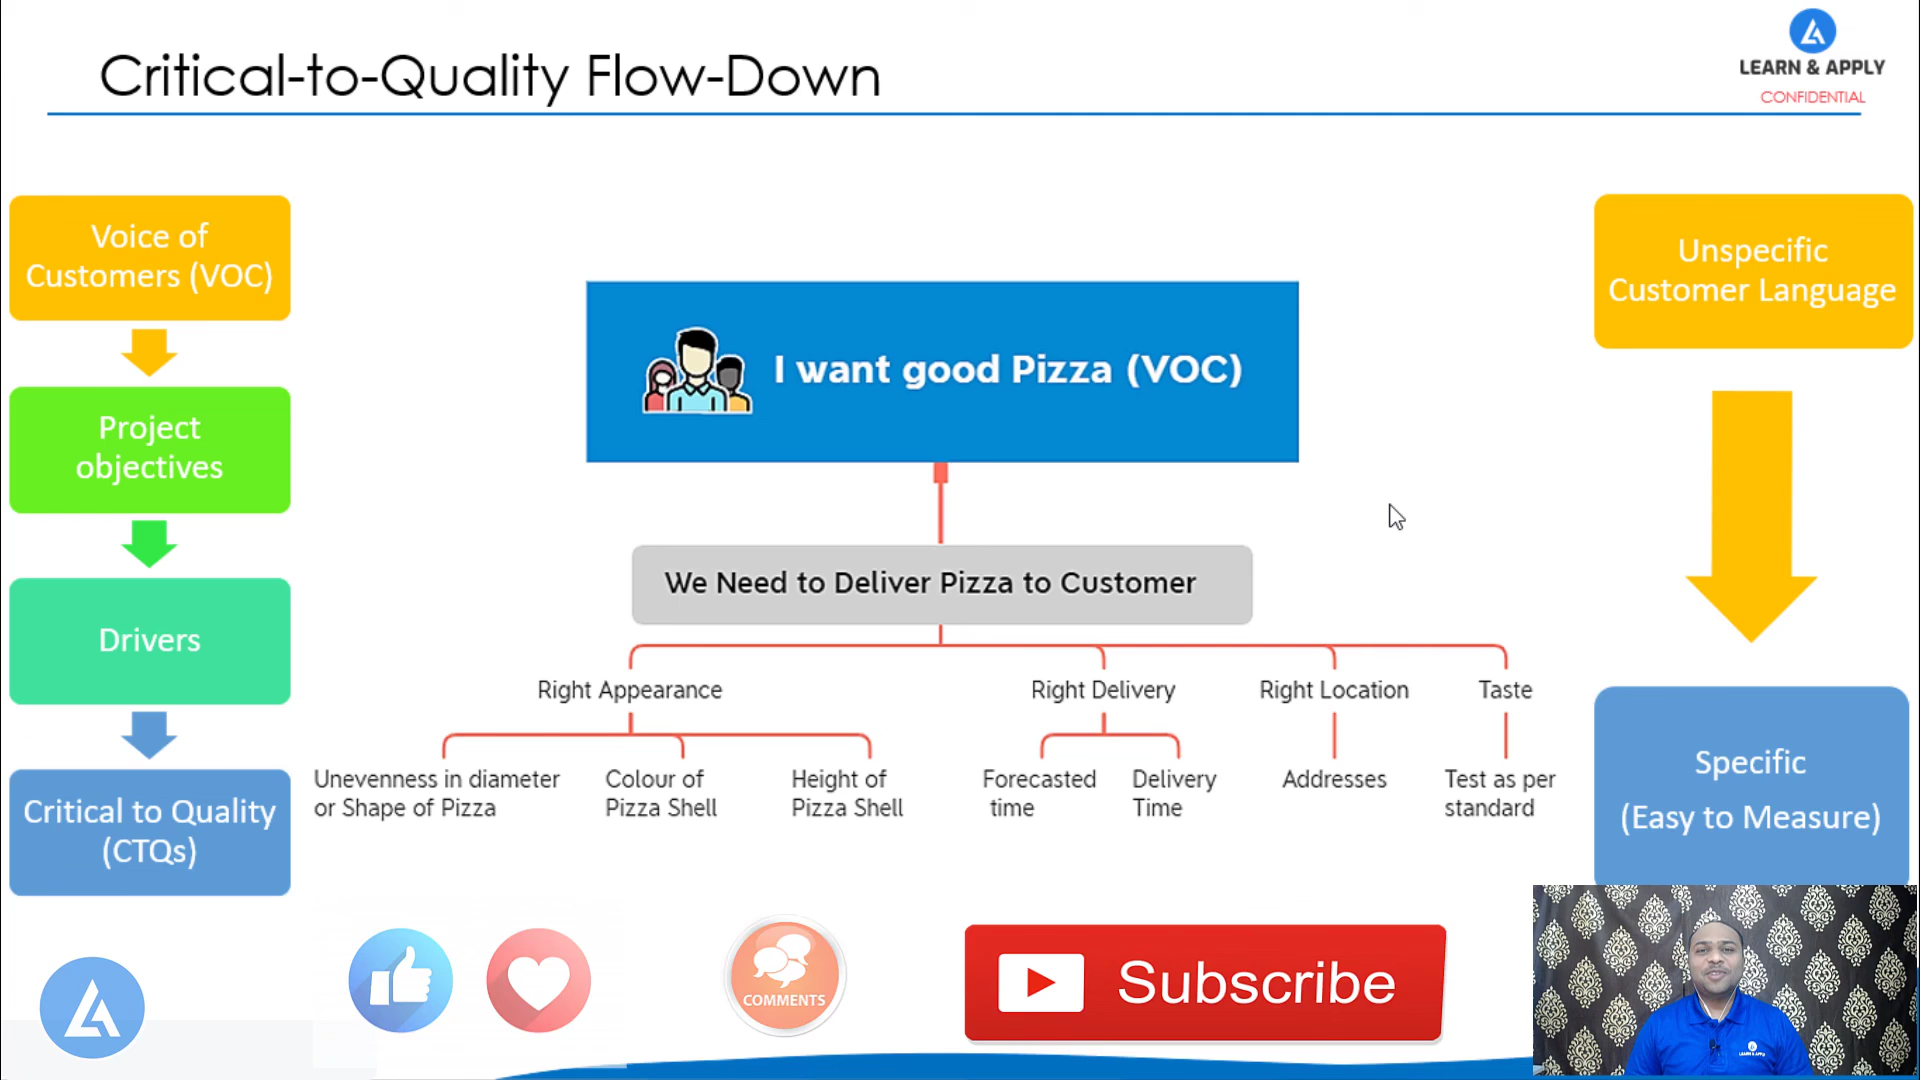 Critical-to-Quality Flow-Down
LEARN & APPLY
CONFIDENTIAL
Voice of
Customers (VOC)
Project
objectives
Drivers
Critical to Quality
(CTQs)
I want good Pizza (VOC)
We Need to Deliver Pizza to Customer
Right Appearance
Right Delivery
Right Location
Taste
Unevenness in diameter
or Shape of Pizza
Colour of
Pizza Shell
Height of
Pizza Shell
Forecasted
time
Delivery
Time
Addresses
Test as per
standard
Unspecific
Customer Language
Specific
(Easy to Measure)
COMMENTS
Subscribe
LEARN & APPLY